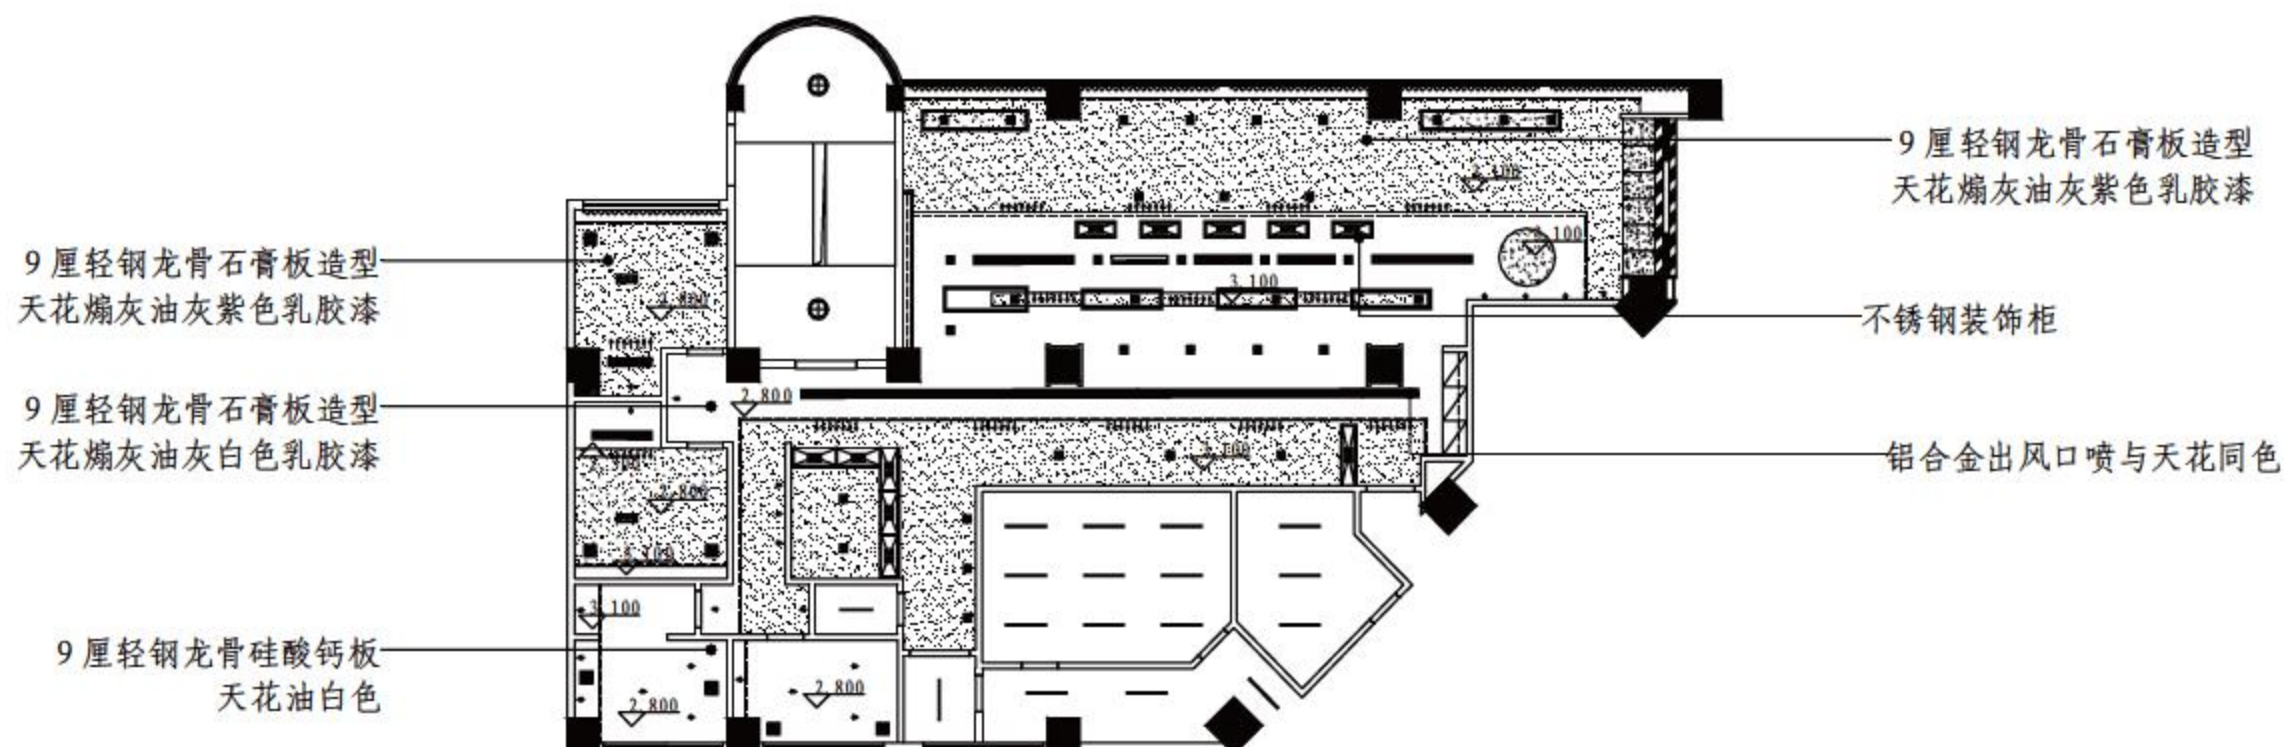 9厘轻钢龙骨石膏板造型
天花煽灰油灰紫色乳胶漆
9厘轻钢龙骨石膏板造型
天花煽灰油灰白色乳胶漆
9厘轻钢龙骨硅酸钙板
天花油白色
9厘轻钢龙骨石膏板造型
天花煽灰油灰紫色乳胶漆
不锈钢装饰柜
铝合金出风口喷与天花同色
3.100
2.800
2.800
2.800
3.100
2.800
2.800